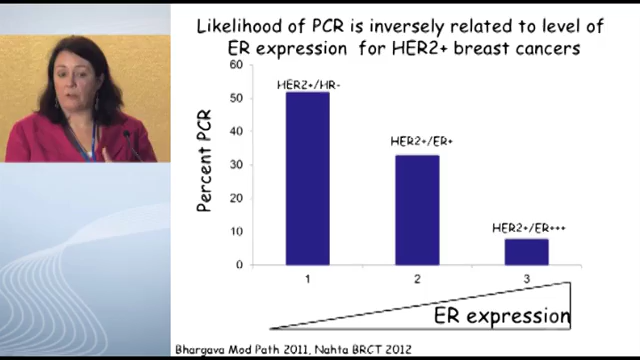 Likelihood of PCR is inversely related to level of
ER expression for HER2+ breast cancers
60
50
40
30
20
10
0
Percent PCR
HER2+/HR-
HER2+/ER+
HER2+/ER+++
1
2
3
ER expression
Bhargava Mod Path 2011, Nahta BRCT 2012